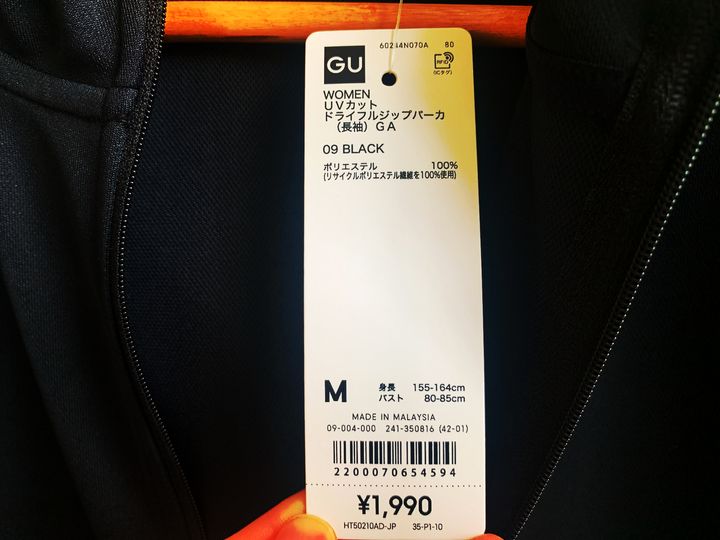 GU
60264N070A 80
RFID
(ICタグ)
WOMEN
UVカット
ドライフルジップパーカ
(長袖)GA
09 BLACK
ポリエステル 100%
(リサイクルポリエステル繊維を100%使用)
M
身長 155-164cm
バスト 80-85cm
MADE IN MALAYSIA
09-004-000 241-350816 (42-01)
2200070654594
¥1,990
HT50210AD-JP 35-P1-10